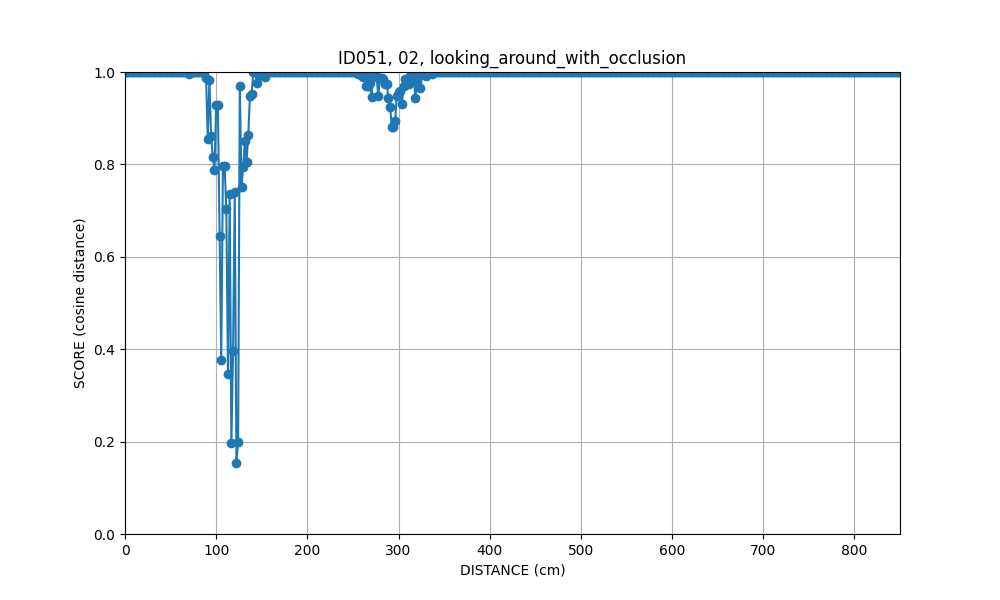 ID051, 02, looking_around_with_occlusion
1.0
0.8
0.6
0.4
0.2
0.0
SCORE (cosine distance)
0 100 200 300 400 500 600 700 800
DISTANCE (cm)